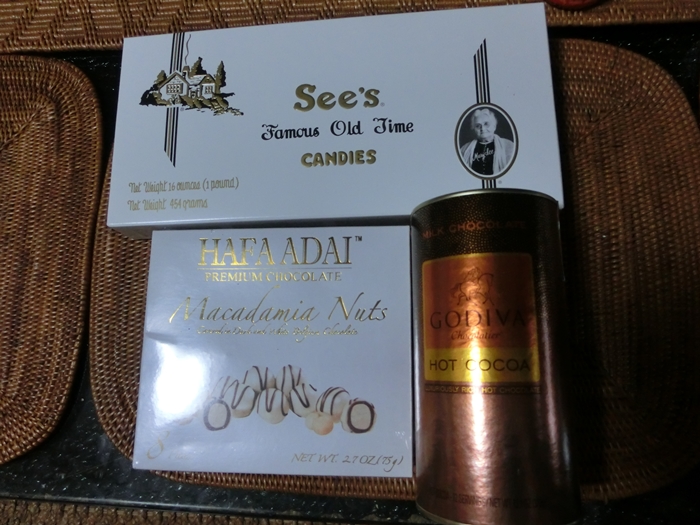 See's
Famous Old Time
CANDIES
Net Weight 16 ounces (1 pound)
Net Weight 454 grams
HAFA ADAI™
PREMIUM CHOCOLATE
Macadamia Nuts
NET WT. 2.7 OZ (75g)
MILK CHOCOLATE
GODIVA
Chocolatier
HOT COCOA